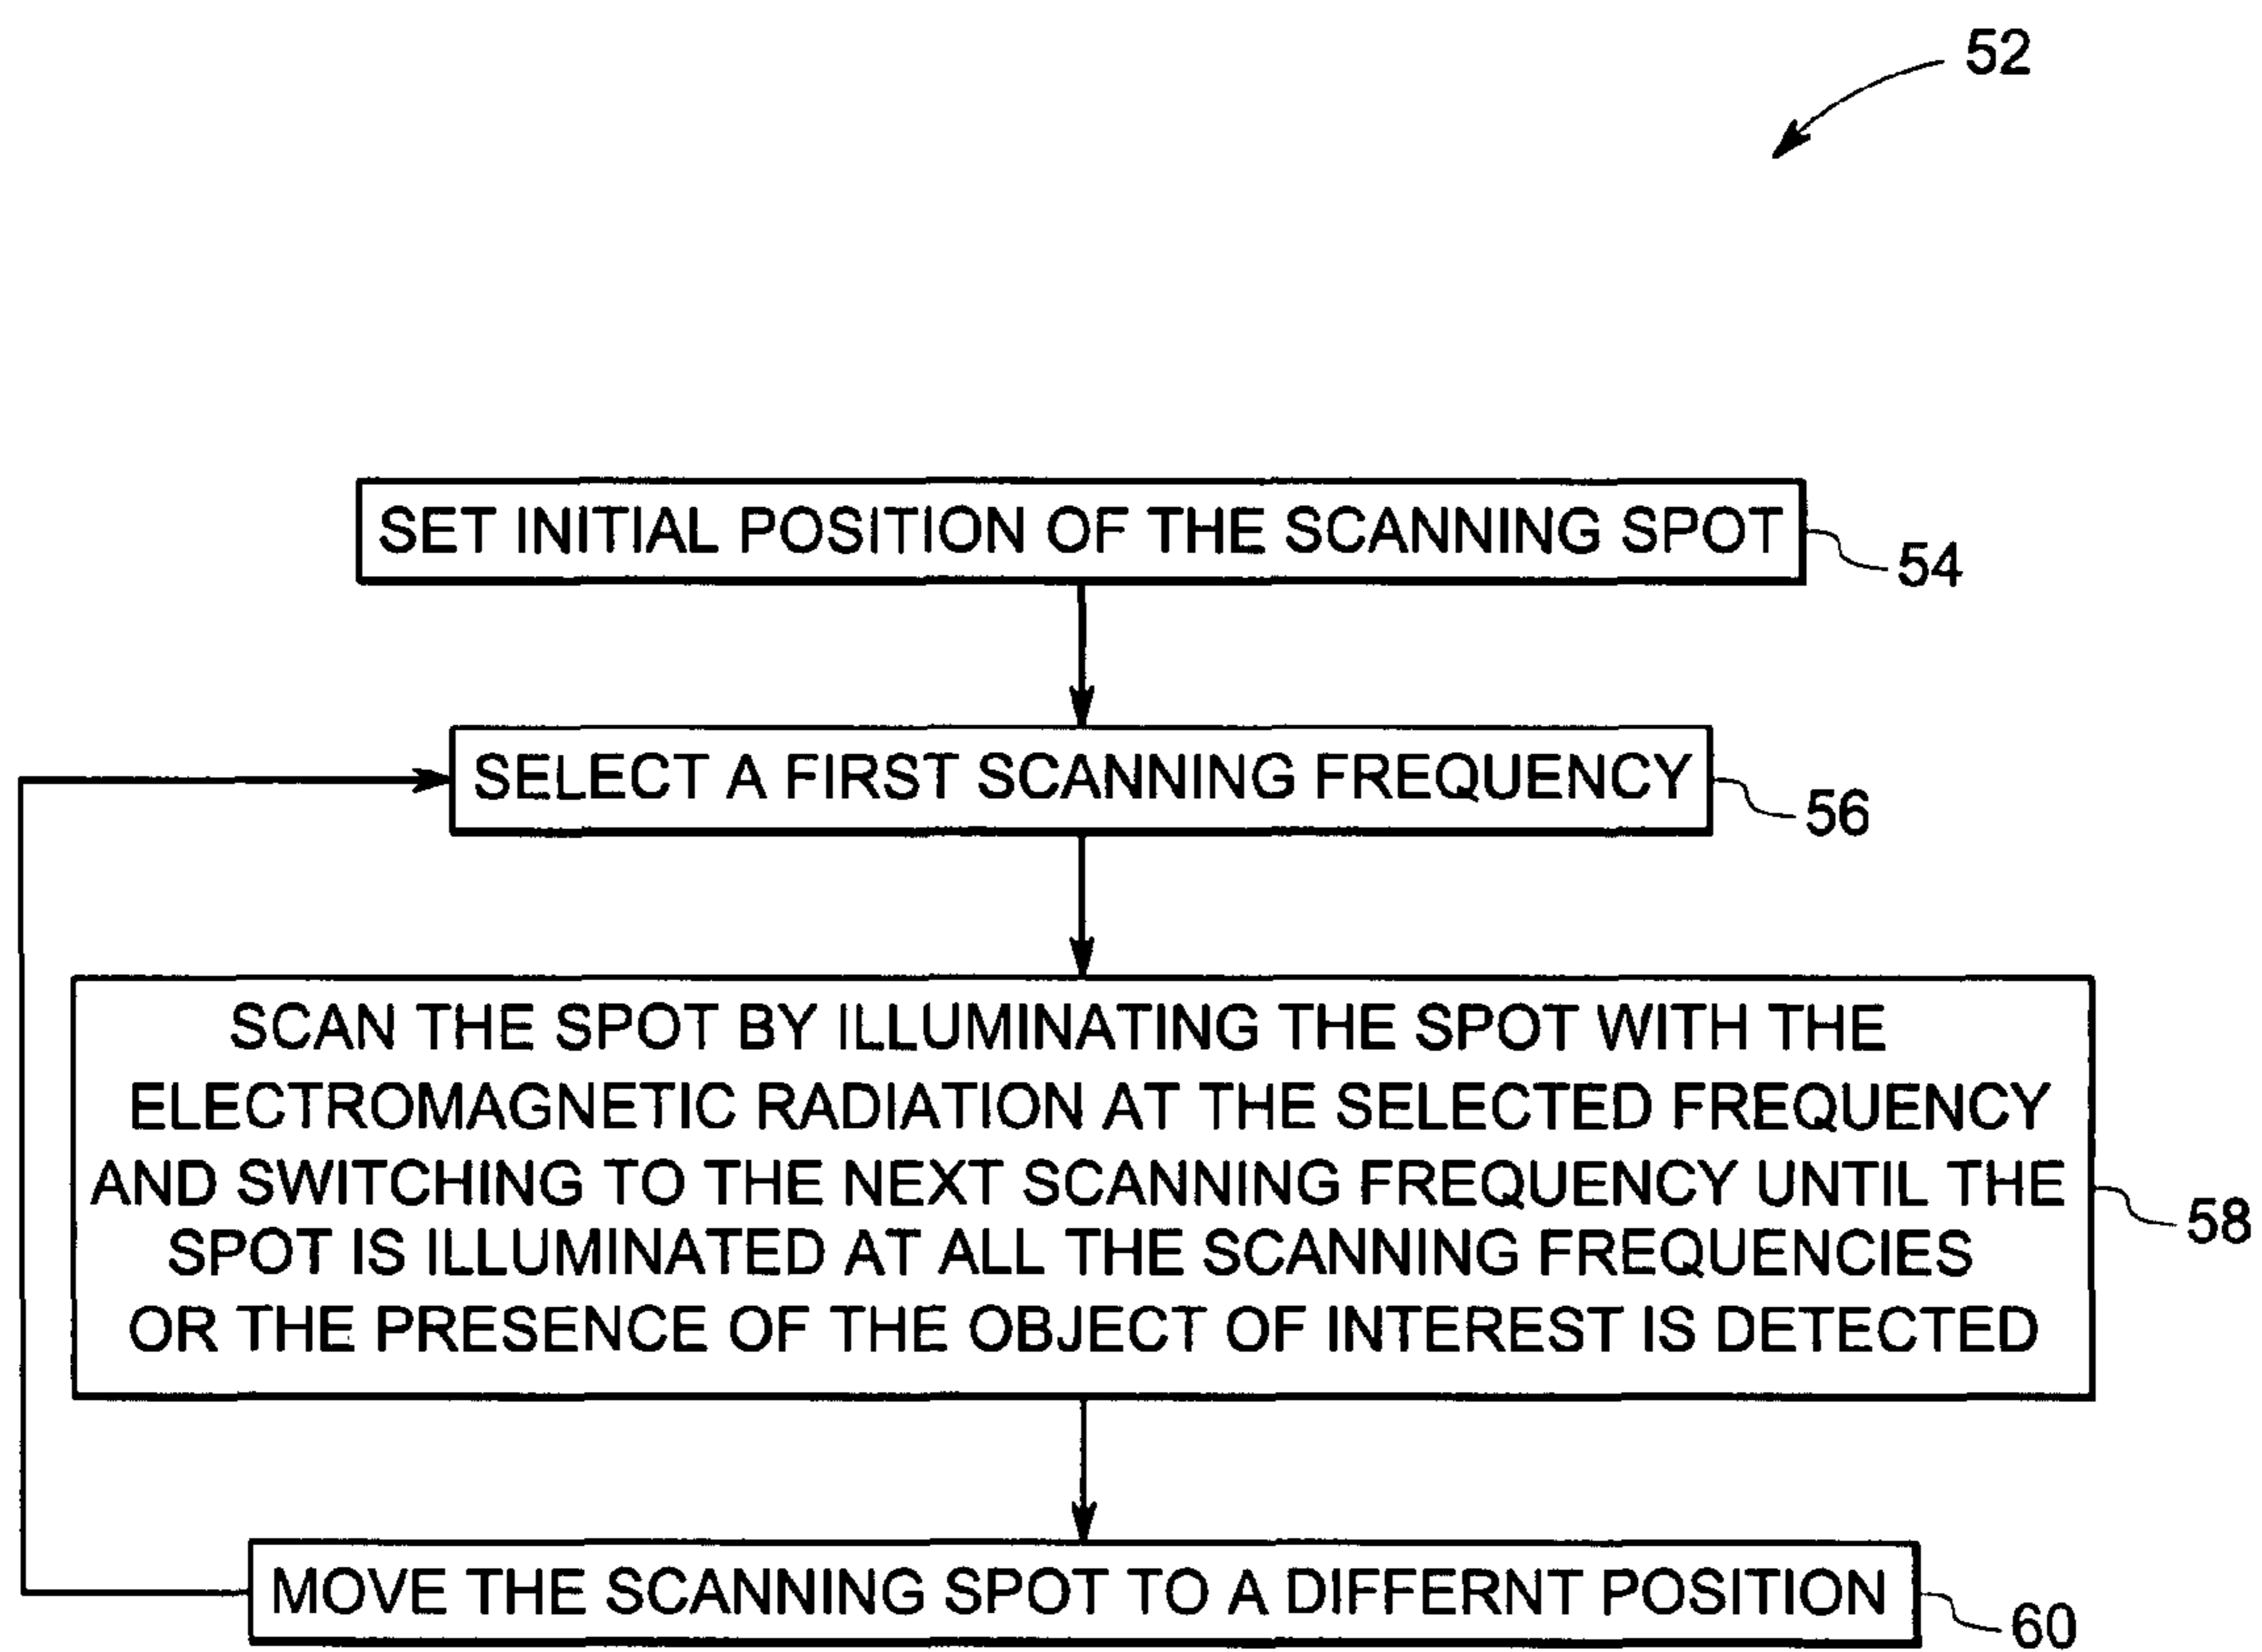 52
SET INITIAL POSITION OF THE SCANNING SPOT
54
SELECT A FIRST SCANNING FREQUENCY
56
SCAN THE SPOT BY ILLUMINATING THE SPOT WITH THE
ELECTROMAGNETIC RADIATION AT THE SELECTED FREQUENCY
AND SWITCHING TO THE NEXT SCANNING FREQUENCY UNTIL THE
SPOT IS ILLUMINATED AT ALL THE SCANNING FREQUENCIES
OR THE PRESENCE OF THE OBJECT OF INTEREST IS DETECTED
58
MOVE THE SCANNING SPOT TO A DIFFERNT POSITION
60